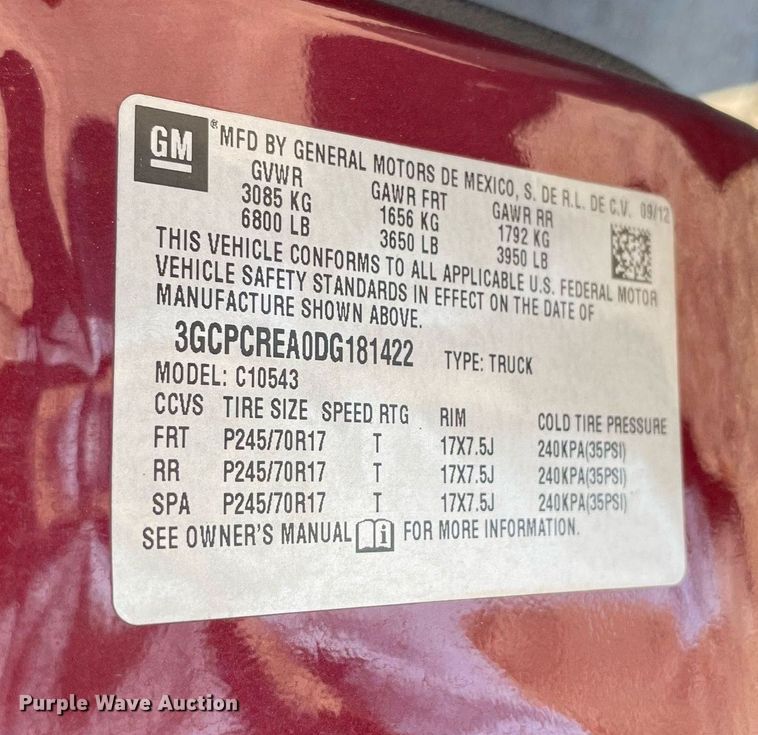 GM ® MFD BY GENERAL MOTORS DE MEXICO, S. DE R.L. DE C.V. 09/12
GVWR GAWR FRT GAWR RR
3085 KG 1656 KG 1792 KG
6800 LB 3650 LB 3950 LB
THIS VEHICLE CONFORMS TO ALL APPLICABLE U.S. FEDERAL MOTOR
VEHICLE SAFETY STANDARDS IN EFFECT ON THE DATE OF
MANUFACTURE SHOWN ABOVE.
3GCPCREA0DG181422 TYPE: TRUCK
MODEL: C10543
CCVS TIRE SIZE SPEED RTG RIM COLD TIRE PRESSURE
FRT P245/70R17 T 17X7.5J 240KPA(35PSI)
RR P245/70R17 T 17X7.5J 240KPA(35PSI)
SPA P245/70R17 T 17X7.5J 240KPA(35PSI)
SEE OWNER'S MANUAL i FOR MORE INFORMATION.
Purple Wave Auction